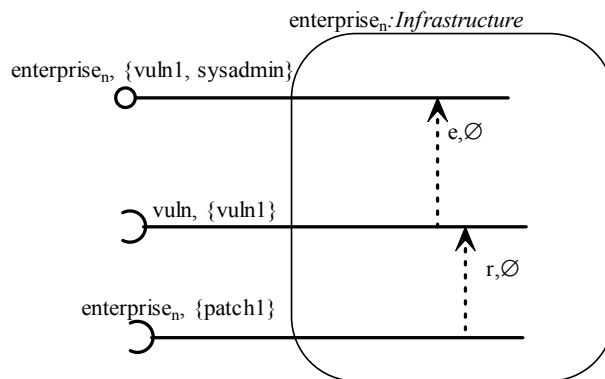 enterpriseₙ:Infrastructure
enterpriseₙ, {vuln1, sysadmin}
e,∅
vuln, {vuln1}
r,∅
enterpriseₙ, {patch1}